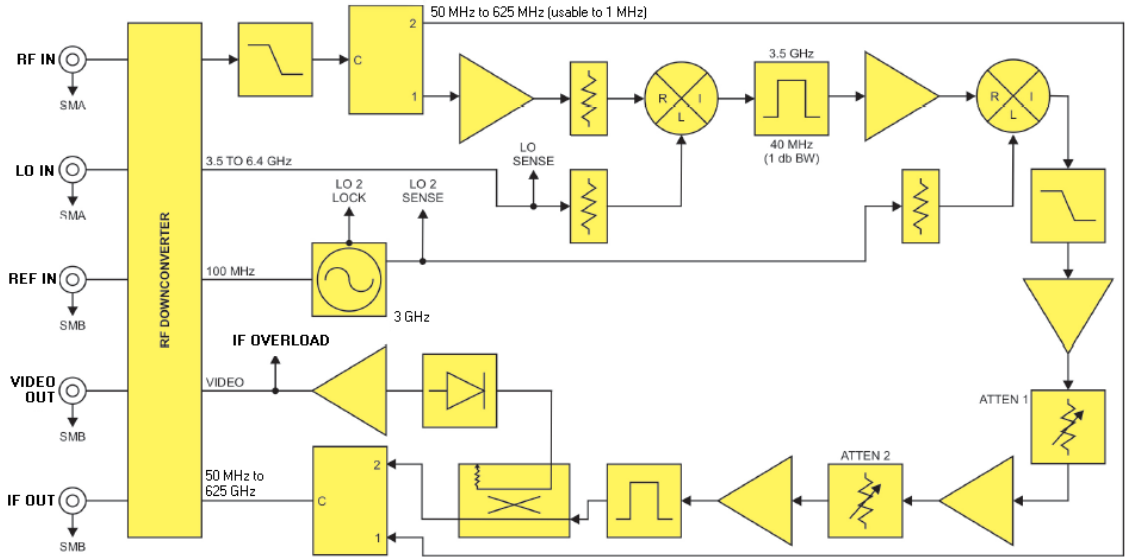 50 MHz to 625 MHz (usable to 1 MHz)
RF IN
SMA
C
2
1
R
I
L
3.5 GHz
40 MHz
(1 db BW)
R
I
L
LO IN
SMA
3.5 TO 6.4 GHz
LO
SENSE
LO 2
LOCK
LO 2
SENSE
REF IN
SMB
100 MHz
3 GHz
RF DOWNCONVERTER
IF OVERLOAD
VIDEO
OUT
SMB
VIDEO
ATTEN 1
ATTEN 2
50 MHz to
625 GHz
IF OUT
SMB
C
2
1